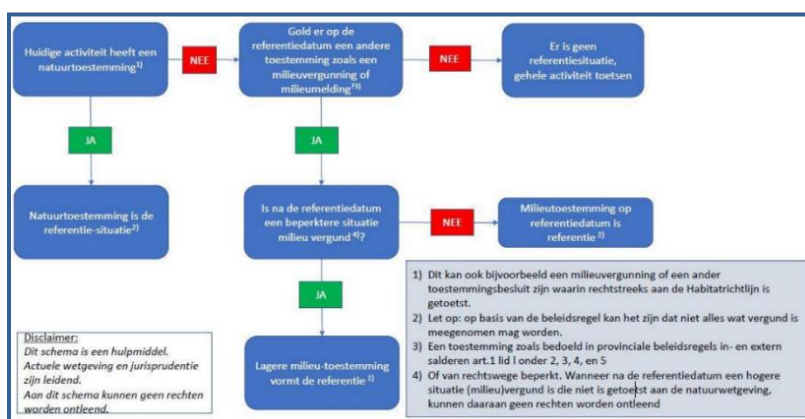 Huidige activiteit heeft een
natuurtoestemming1)
NEE
Gold er op de
referentiedatum een andere
toestemming zoals een
milieuvergunning of
milieumelding?3)
NEE
Er is geen
referentiesituatie,
gehele activiteit toetsen
JA
JA
Natuurtoestemming is de
referentie-situatie2)
Is na de referentiedatum
een beperktere situatie
milieu vergund 4)?
NEE
Milieutoestemming op
referentiedatum is
referentie 2)
JA
Lagere milieu-toestemming
vormt de referentie 2)
Disclaimer:
Dit schema is een hulpmiddel.
Actuele wetgeving en jurisprudentie
zijn leidend.
Aan dit schema kunnen geen rechten
worden ontleend.
1) Dit kan ook bijvoorbeeld een milieuvergunning of een ander
toestemmingsbesluit zijn waarin rechtstreeks aan de Habitatrichtlijn is
getoetst.
2) Let op: op basis van de beleidsregel kan het zijn dat niet alles wat vergund is
meegenomen mag worden.
3) Een toestemming zoals bedoeld in provinciale beleidsregels in- en extern
salderen art.1 lid l onder 2, 3, 4, en 5
4) Of van rechtswege beperkt. Wanneer na de referentiedatum een hogere
situatie (milieu)vergund is die niet is getoetst aan de natuurwetgeving,
kunnen daaraan geen rechten worden ontleend